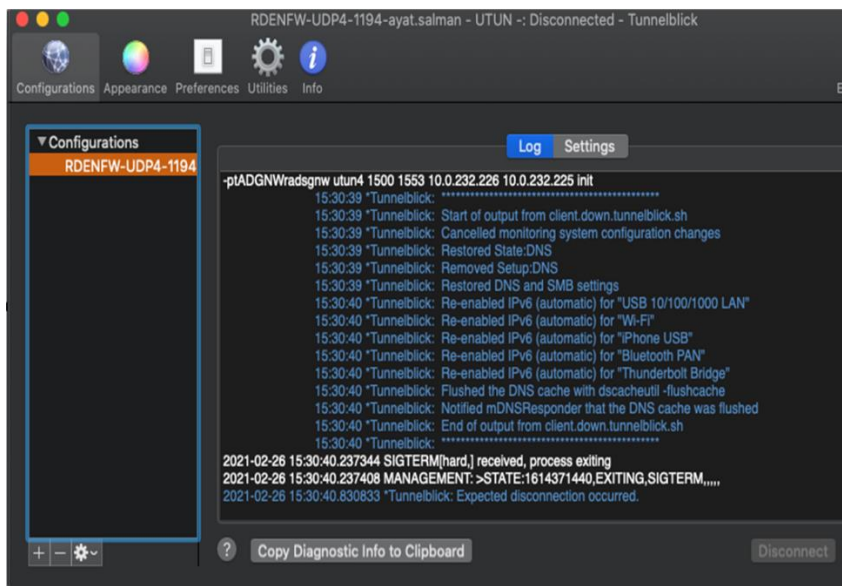 RDENFW-UDP4-1194-ayat.salman - UTUN -: Disconnected - Tunnelblick
Configurations Appearance Preferences Utilities Info
E
Configurations
RDENFW-UDP4-1194
Log Settings
-ptADGNWradsgnw utun4 1500 1553 10.0.232.226 10.0.232.225 init
15:30:39 *Tunnelblick: **********************************************
15:30:39 *Tunnelblick: Start of output from client.down.tunnelblick.sh
15:30:39 *Tunnelblick: Cancelled monitoring system configuration changes
15:30:39 *Tunnelblick: Restored State:DNS
15:30:39 *Tunnelblick: Removed Setup:DNS
15:30:39 *Tunnelblick: Restored DNS and SMB settings
15:30:40 *Tunnelblick: Re-enabled IPv6 (automatic) for "USB 10/100/1000 LAN"
15:30:40 *Tunnelblick: Re-enabled IPv6 (automatic) for "Wi-Fi"
15:30:40 *Tunnelblick: Re-enabled IPv6 (automatic) for "iPhone USB"
15:30:40 *Tunnelblick: Re-enabled IPv6 (automatic) for "Bluetooth PAN"
15:30:40 *Tunnelblick: Re-enabled IPv6 (automatic) for "Thunderbolt Bridge"
15:30:40 *Tunnelblick: Flushed the DNS cache with dscacheutil -flushcache
15:30:40 *Tunnelblick: Notified mDNSResponder that the DNS cache was flushed
15:30:40 *Tunnelblick: End of output from client.down.tunnelblick.sh
15:30:40 *Tunnelblick: **********************************************
2021-02-26 15:30:40.237344 SIGTERM[hard,] received, process exiting
2021-02-26 15:30:40.237408 MANAGEMENT: >STATE:1614371440,EXITING,SIGTERM,,,,,
2021-02-26 15:30:40.830833 *Tunnelblick: Expected disconnection occurred.
? Copy Diagnostic Info to Clipboard Disconnect